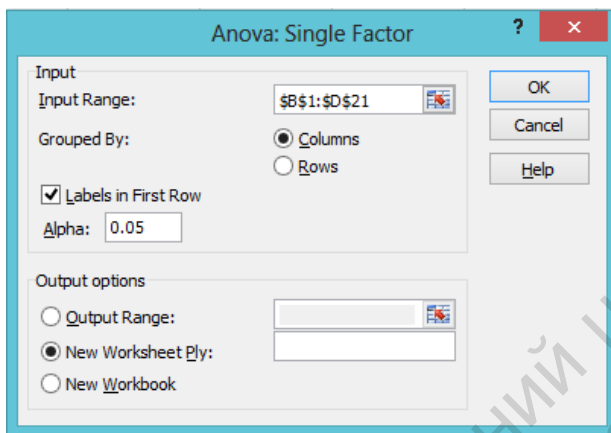 Anova: Single Factor ?
Input
Input Range: $B$1:$D$21
Grouped By: Columns
Rows
Labels in First Row
Alpha: 0.05
OK
Cancel
Help
Output options
Output Range:
New Worksheet Ply:
New Workbook